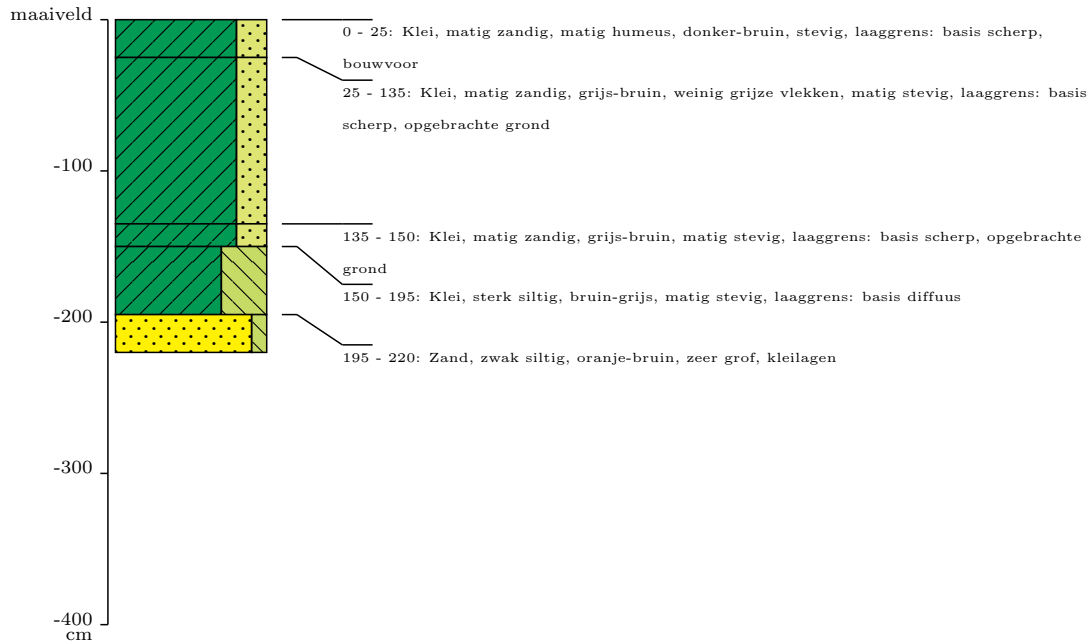 maaiveld
0 - 25: Klei, matig zandig, matig humeus, donker-bruin, stevig, laaggrens: basis scherp,
bouwvoor
25 - 135: Klei, matig zandig, grijs-bruin, weinig grijze vlekken, matig stevig, laaggrens: basis
scherp, opgebrachte grond
-100
135 - 150: Klei, matig zandig, grijs-bruin, matig stevig, laaggrens: basis scherp, opgebrachte
grond
150 - 195: Klei, sterk siltig, bruin-grijs, matig stevig, laaggrens: basis diffuus
-200
195 - 220: Zand, zwak siltig, oranje-bruin, zeer grof, kleilagen
-300
-400
cm